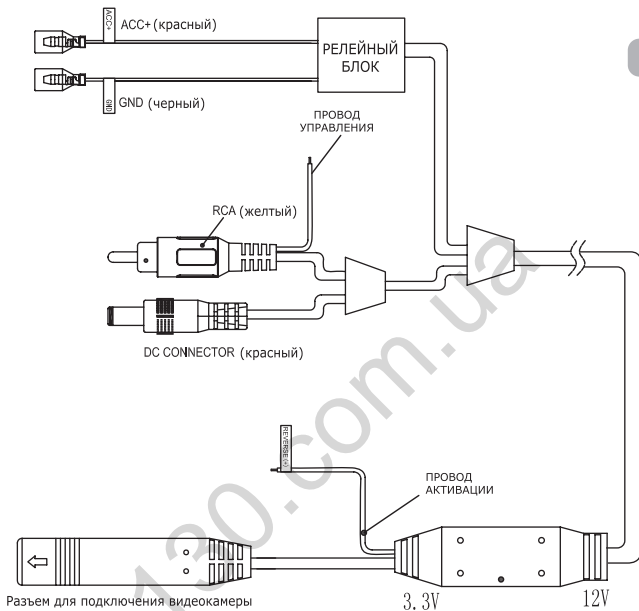 ACC+
ACC+ (красный)
РЕЛЕЙНЫЙ
БЛОК
GND
GND (черный)
ПРОВОД
УПРАВЛЕНИЯ
RCA (желтый)
DC CONNECTOR (красный)
REVERSE(+)
ПРОВОД
АКТИВАЦИИ
Разъем для подключения видеокамеры
3.3V
12V
130.com.ua